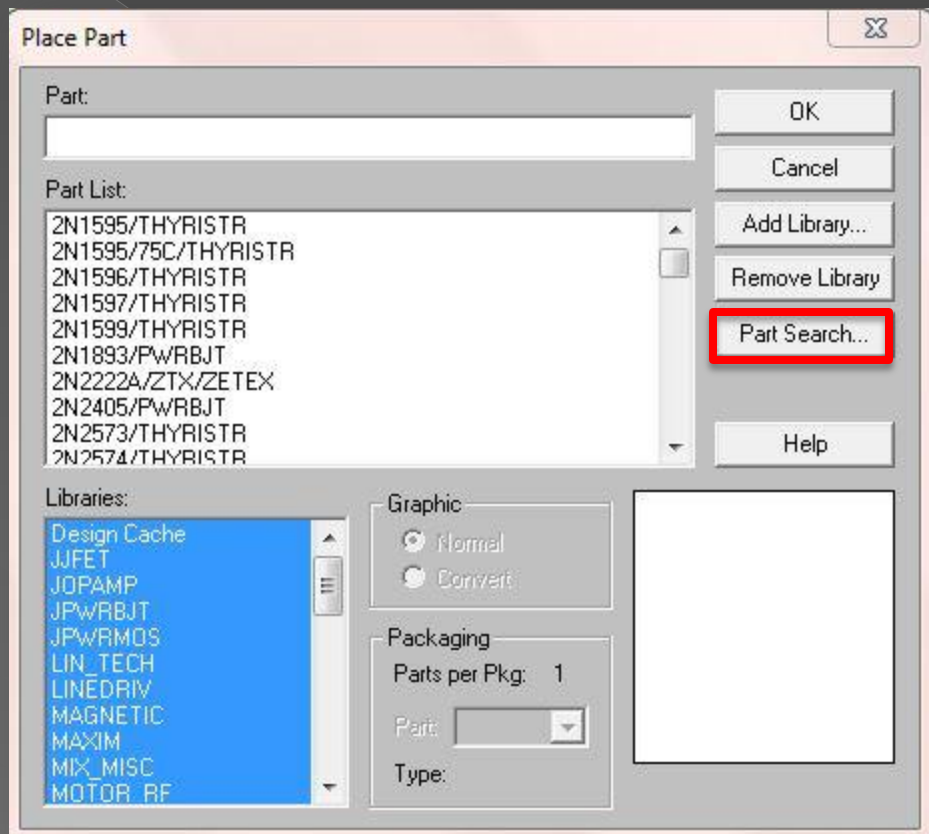 Place Part
Part:
OK
Cancel
Part List:
Add Library...
2N1595/THYRISTR
2N1595/75C/THYRISTR
2N1596/THYRISTR
2N1597/THYRISTR
2N1599/THYRISTR
2N1893/PWRBJT
2N2222A/ZTX/ZETEX
2N2405/PWRBJT
2N2573/THYRISTR
2N2574/THYRISTR
Remove Library
Part Search...
Help
Libraries:
Design Cache
JJFET
JOPAMP
JPWRBJT
JPWRMOS
LIN_TECH
LINEDRIV
MAGNETIC
MAXIM
MIX_MISC
MOTOR_RF
Graphic
Normal
Convert
Packaging
Parts per Pkg: 1
Part:
Type: